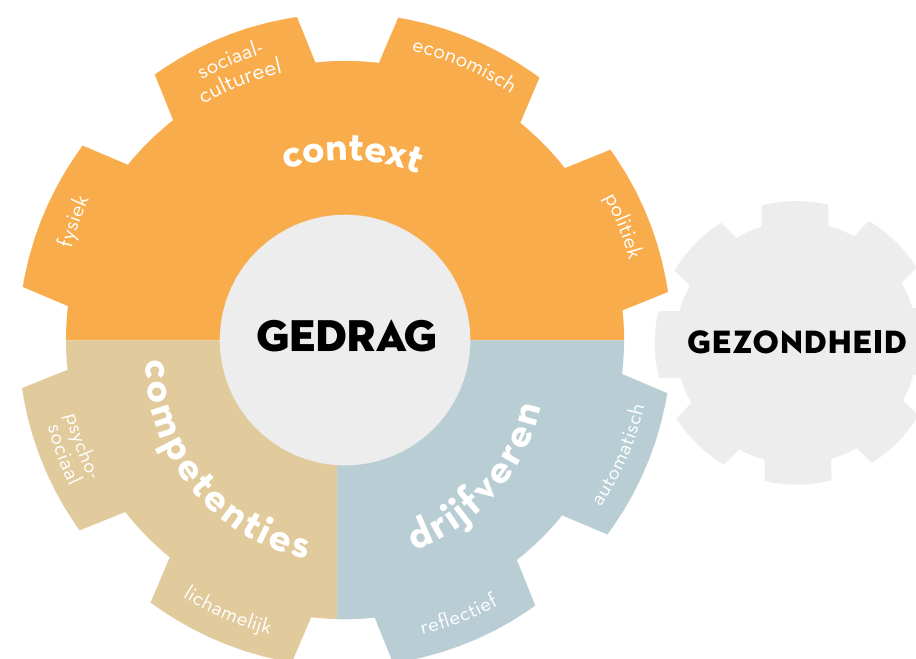 sociaal-
cultureel
economisch
context
fysiek
politiek
GEDRAG
GEZONDHEID
competenties
drijfveren
psycho-
sociaal
automatisch
lichamelijk
reflectief